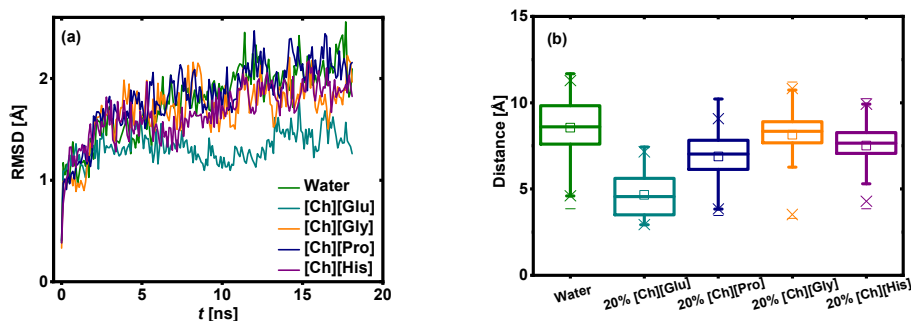 (a)
RMSD [Å]
2
1
0
0
5
10
15
20
t [ns]
Water
[Ch][Glu]
[Ch][Gly]
[Ch][Pro]
[Ch][His]
(b)
Distance [Å]
15
10
5
0
Water
20% [Ch][Glu]
20% [Ch][Pro]
20% [Ch][Gly]
20% [Ch][His]